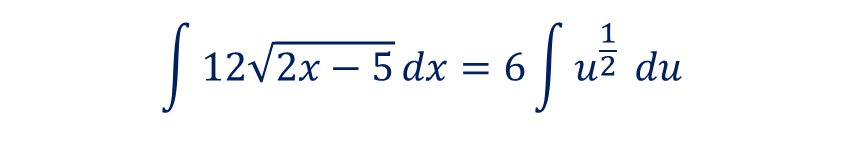 ∫ 12√(2x − 5) dx = 6 ∫ u^(1/2) du